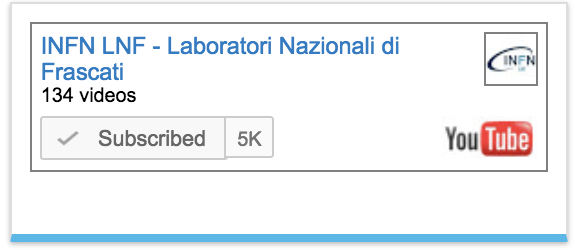 INFN LNF - Laboratori Nazionali di
Frascati
INFN
134 videos
Subscribed 5K
YouTube